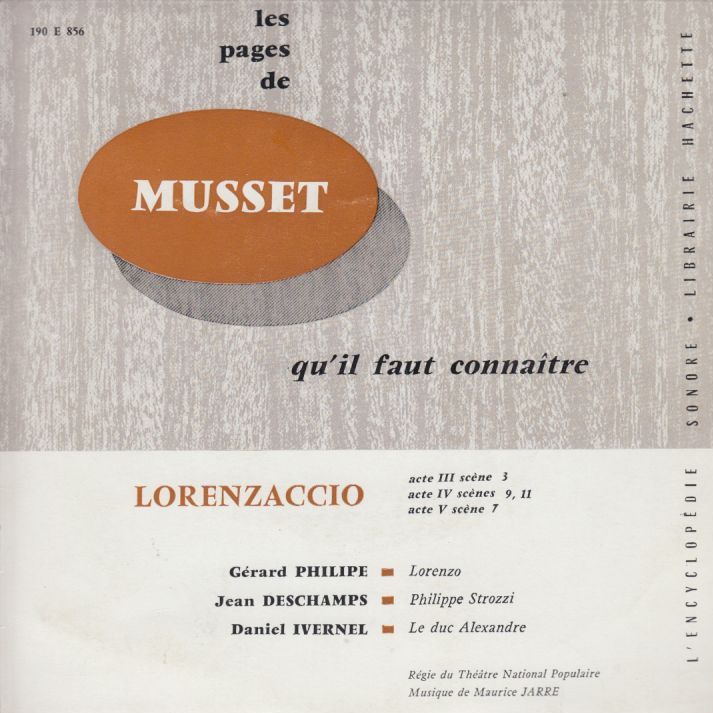 190 E 856
les
pages
de
MUSSET
qu'il faut connaître
LORENZACCIO
acte III scène 3
acte IV scènes 9, 11
acte V scène 7
Gérard PHILIPE Lorenzo
Jean DESCHAMPS Philippe Strozzi
Daniel IVERNEL Le duc Alexandre
Régie du Théâtre National Populaire
Musique de Maurice JARRE
L'ENCYCLOPÉDIE SONORE • LIBRAIRIE HACHETTE